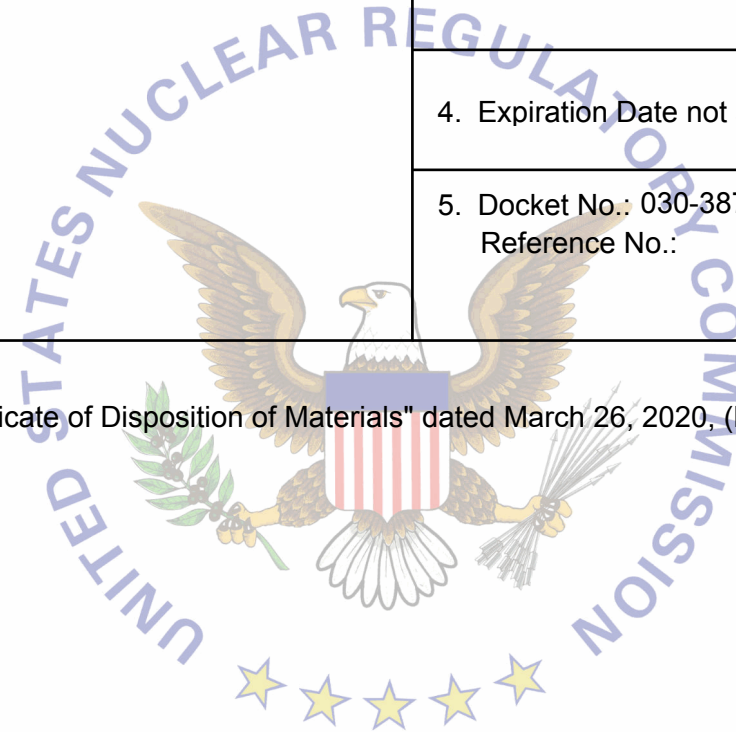 UNITED STATES NUCLEAR REGULATORY COMMISSION
4. Expiration Date not
5. Docket No.: 030-387
Reference No.:
icate of Disposition of Materials" dated March 26, 2020, (